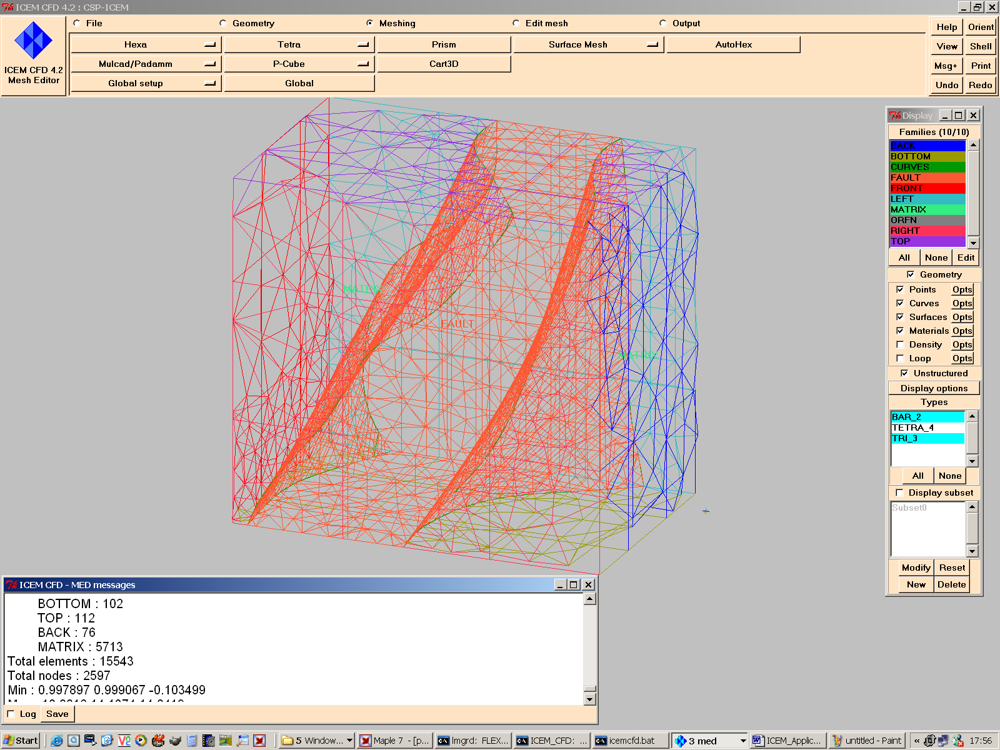 ICEM CFD 4.2 : CSP-ICEM
File Geometry Meshing Edit mesh Output
Hexa Tetra Prism Surface Mesh AutoHex
Mulcad/Padamm P-Cube Cart3D
Global setup Global
ICEM CFD 4.2
Mesh Editor
Help Orient
View Shell
Msg+ Print
Undo Redo
Display
Families (10/10)
BACK
BOTTOM
CURVES
FAULT
FRONT
LEFT
MATRIX
ORFN
RIGHT
TOP
All None Edit
Geometry
Points Opts
Curves Opts
Surfaces Opts
Materials Opts
Density Opts
Loop Opts
Unstructured
Display options
Types
BAR_2
TETRA_4
TRI_3
All None
Display subset
Subset0
Modify Reset
New Delete
MATRIX
FAULT
MATRIX
ICEM CFD - MED messages
BOTTOM : 102
TOP : 112
BACK : 76
MATRIX : 5713
Total elements : 15543
Total nodes : 2597
Min : 0.997897 0.999067 -0.103499
Log Save
Start 5 Window... Maple 7 - [p... lmgrd: FLEX... ICEM_CFD: ... icemcfd.bat 3 med ICEM_Applic... untitled - Paint « 17:56